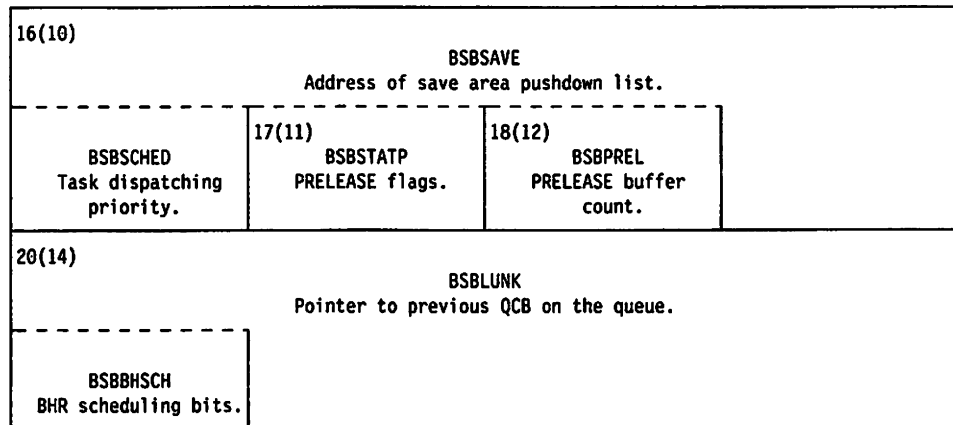 16(10)
BSBSAVE
Address of save area pushdown list.
BSBSCHED
Task dispatching
priority.
17(11)
BSBSTATP
PRELEASE flags.
18(12)
BSBPREL
PRELEASE buffer
count.
20(14)
BSBLUNK
Pointer to previous QCB on the queue.
BSBBHSCH
BHR scheduling bits.